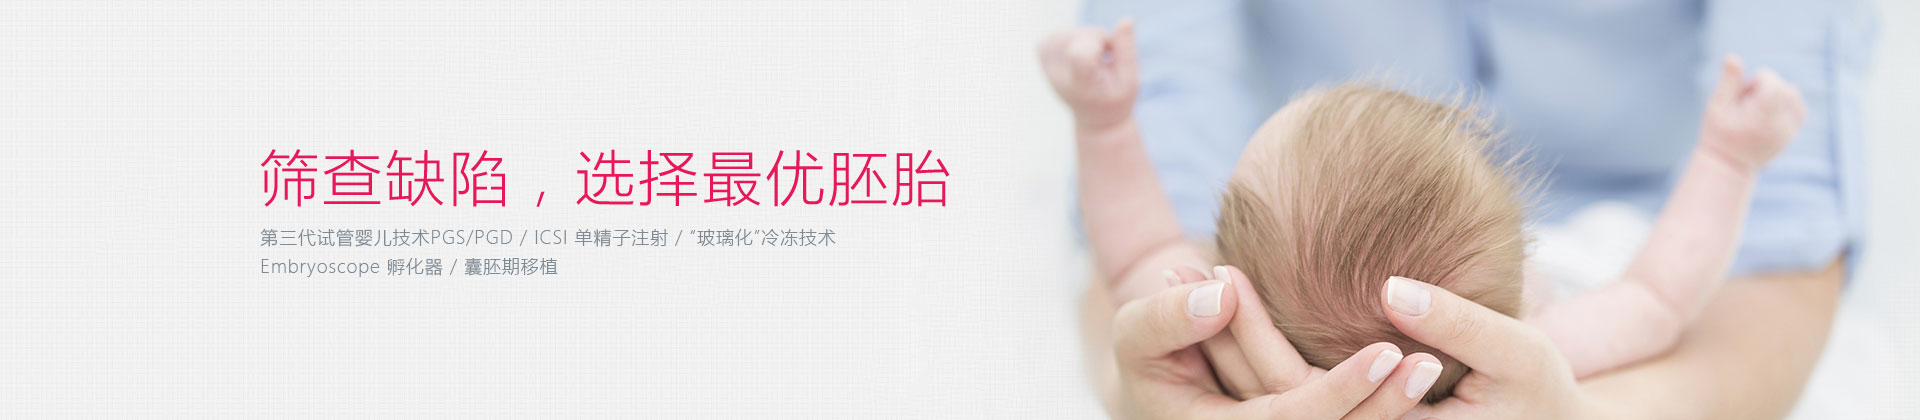 筛查缺陷，选择最优胚胎
第三代试管婴儿技术PGS/PGD / ICSI 单精子注射 / “玻璃化”冷冻技术
Embryoscope 孵化器 / 囊胚期移植